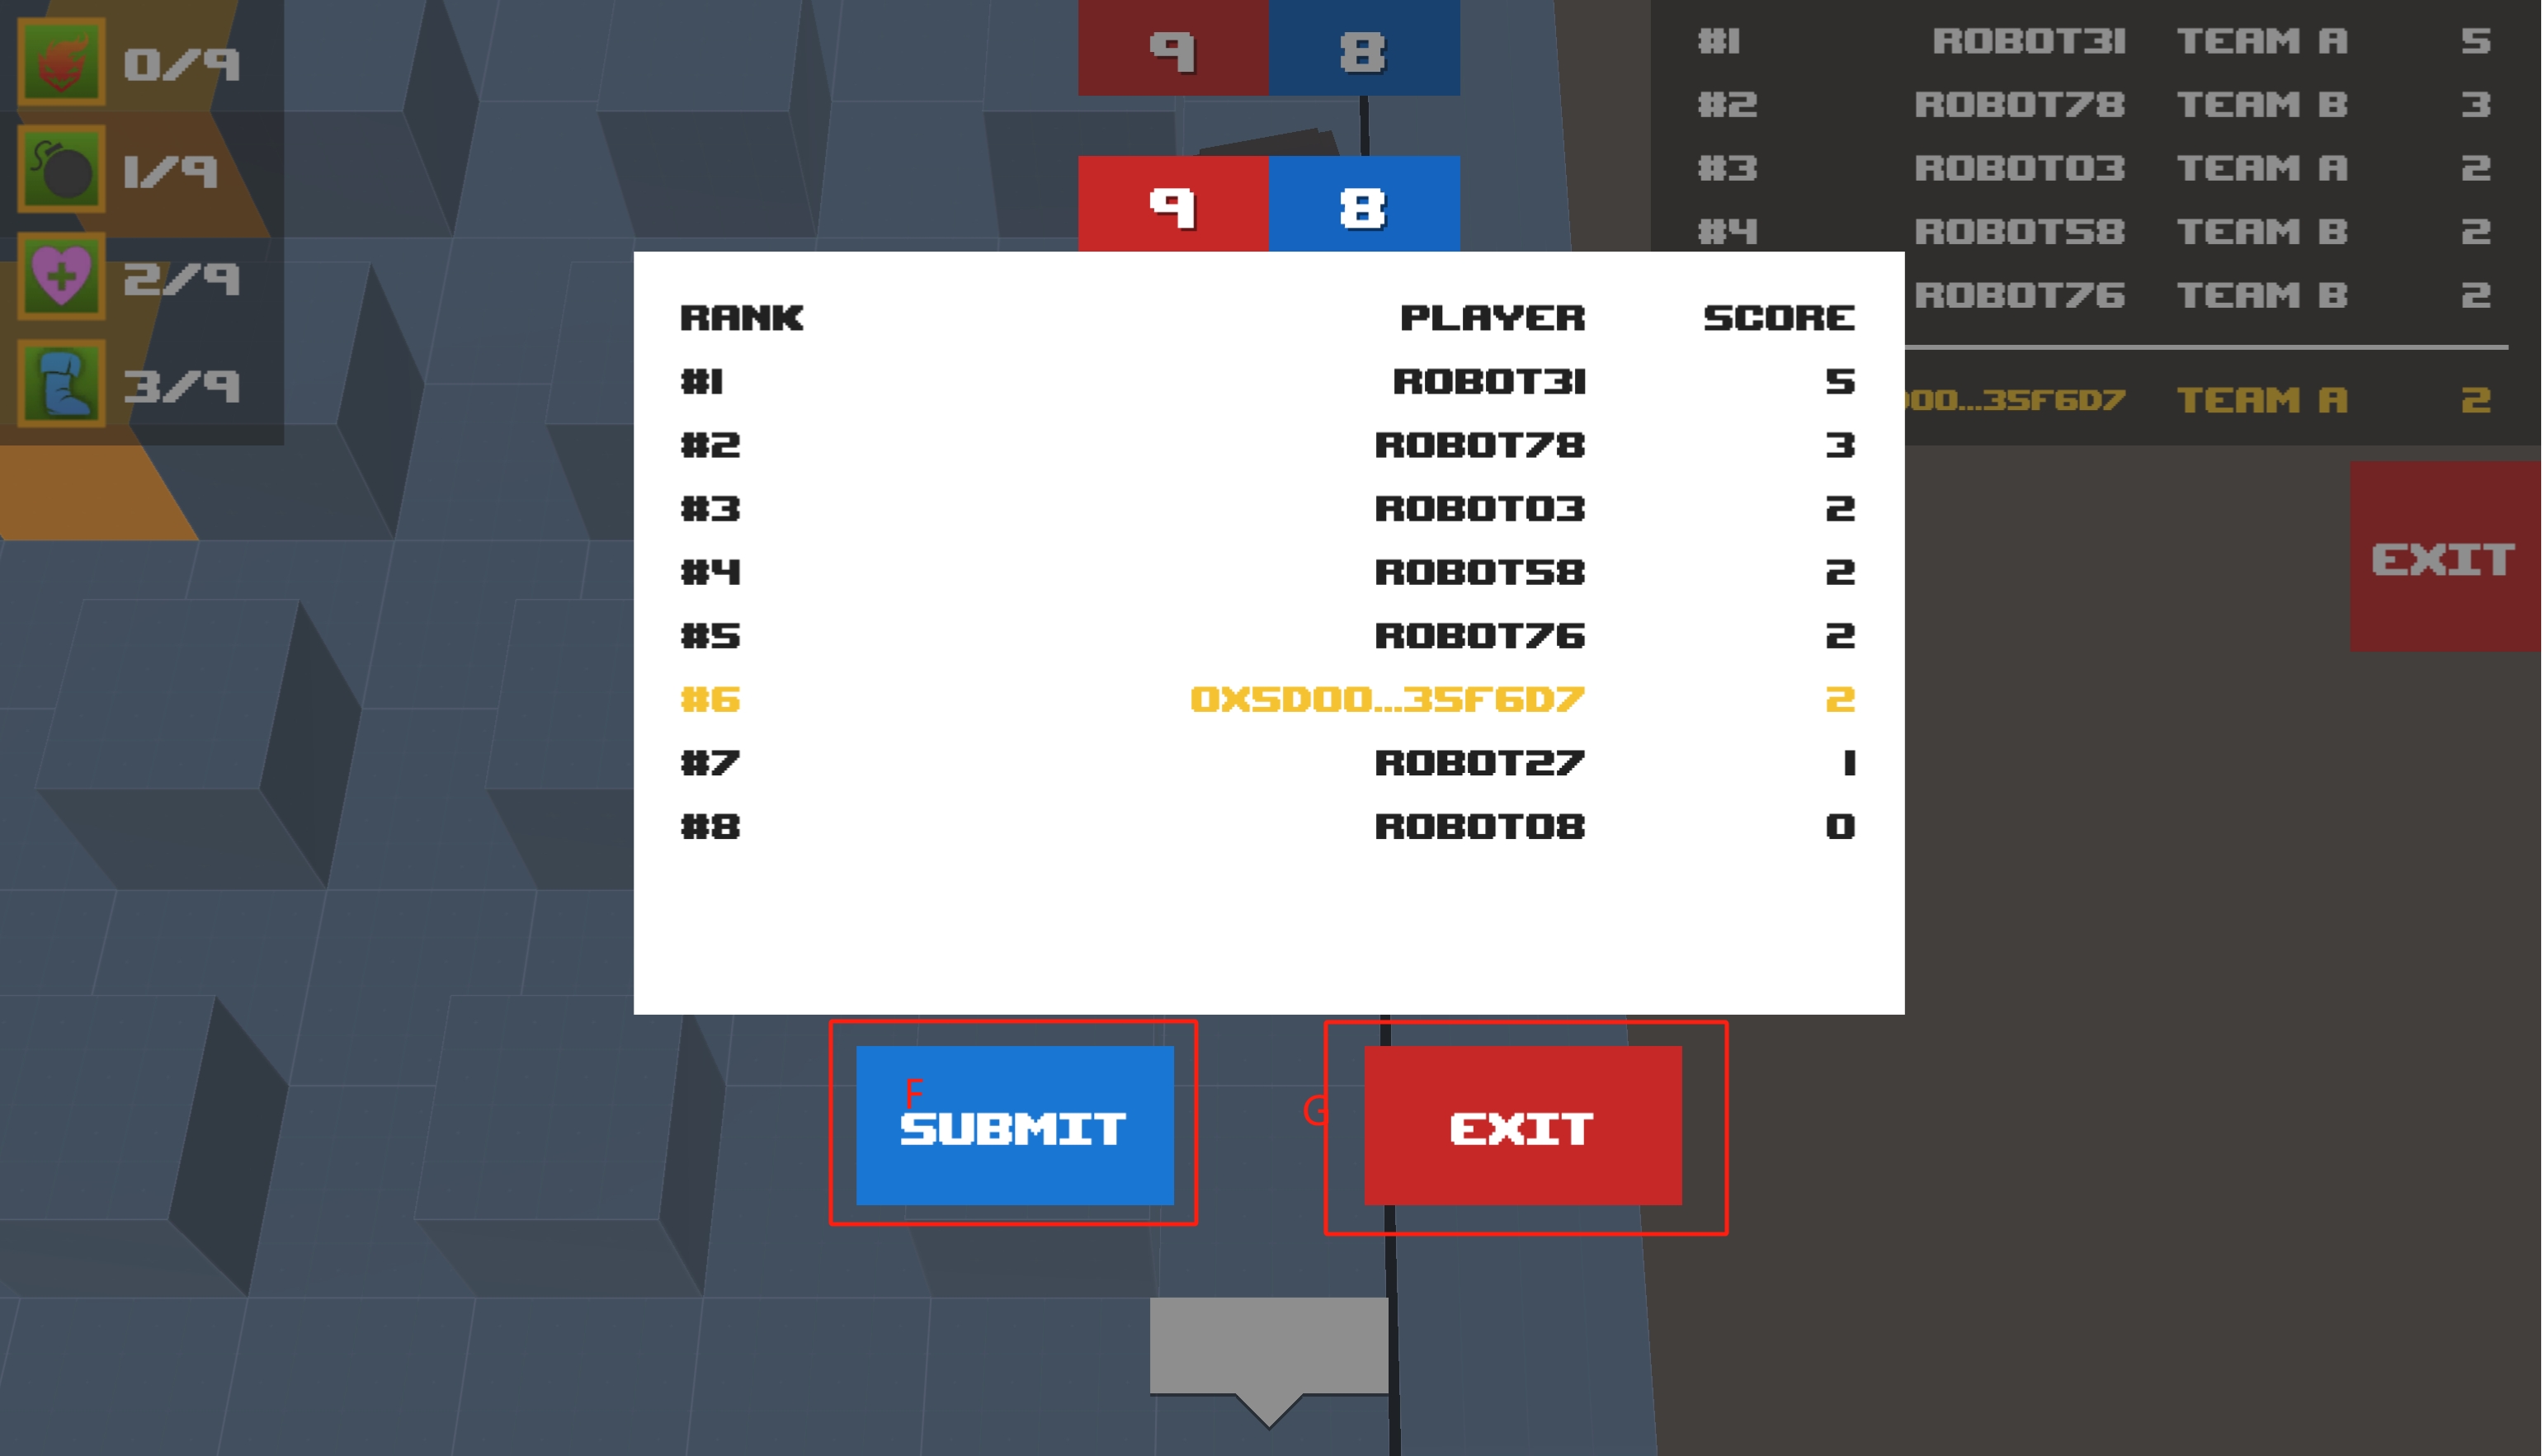 0/9
1/9
2/9
3/9
9 8
9 8
#1 ROBOT31 TEAM A 5
#2 ROBOT78 TEAM B 3
#3 ROBOT03 TEAM A 2
#4 ROBOT58 TEAM B 2
ROBOT76 TEAM B 2
00...35F6D7 TEAM A 2
EXIT
RANK PLAYER SCORE
#1 ROBOT31 5
#2 ROBOT78 3
#3 ROBOT03 2
#4 ROBOT58 2
#5 ROBOT76 2
#6 0X5D00...35F6D7 2
#7 ROBOT27 1
#8 ROBOT08 0
F
SUBMIT
G
EXIT